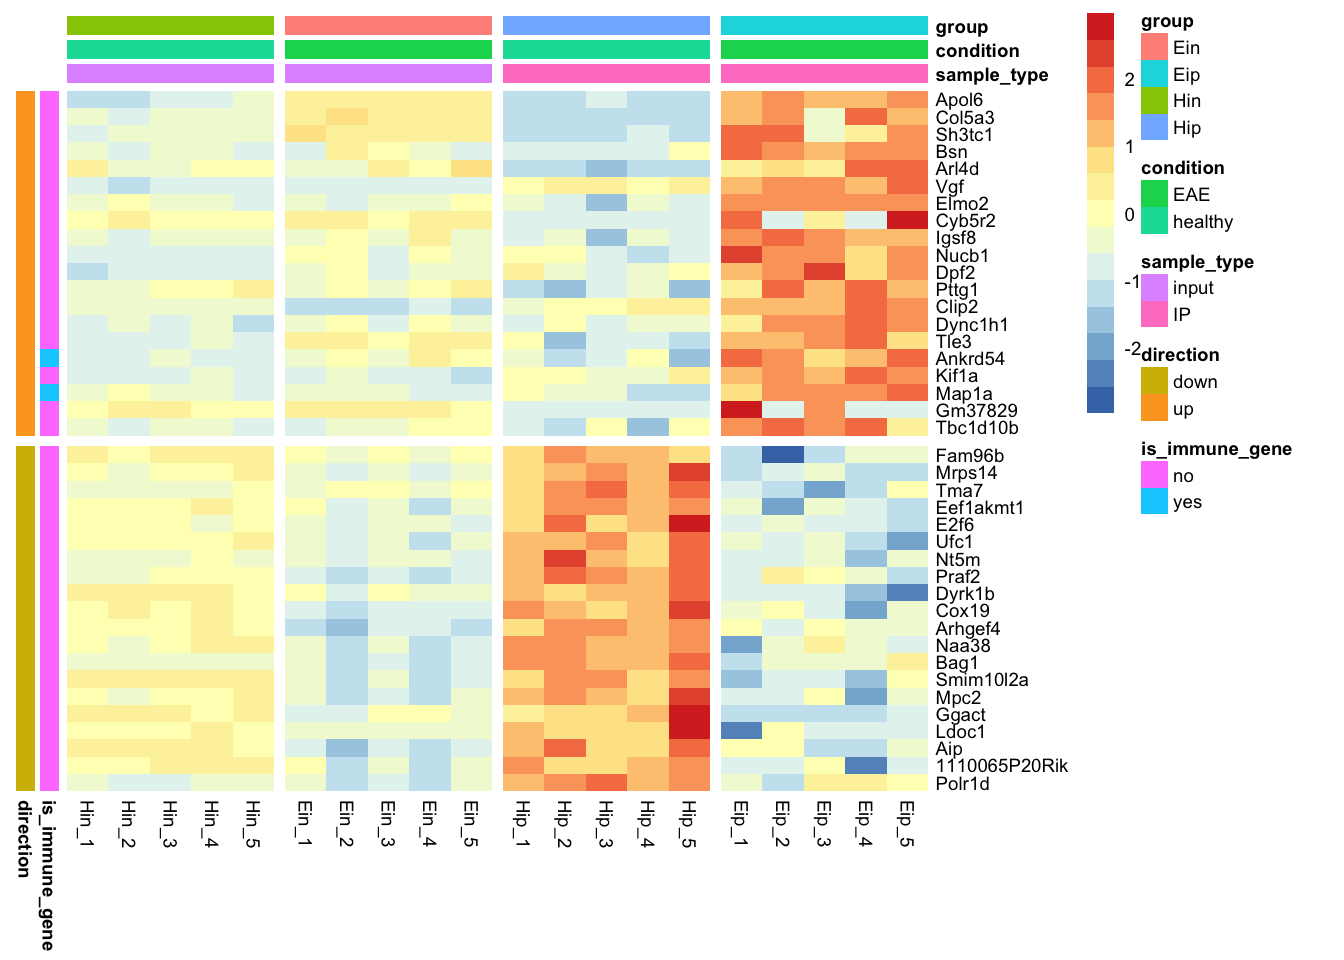 group
condition
sample_type
Apol6
Col5a3
Sh3tc1
Bsn
Arl4d
Vgf
Elmo2
Cyb5r2
Igsf8
Nucb1
Dpf2
Pttg1
Clip2
Dync1h1
Tle3
Ankrd54
Kif1a
Map1a
Gm37829
Tbc1d10b
Fam96b
Mrps14
Tma7
Eef1akmt1
E2f6
Ufc1
Nt5m
Praf2
Dyrk1b
Cox19
Arhgef4
Naa38
Bag1
Smim10l2a
Mpc2
Ggact
Ldoc1
Aip
1110065P20Rik
Polr1d
direction
is_immune_gene
Hin_1
Hin_2
Hin_3
Hin_4
Hin_5
Ein_1
Ein_2
Ein_3
Ein_4
Ein_5
Hip_1
Hip_2
Hip_3
Hip_4
Hip_5
Eip_1
Eip_2
Eip_3
Eip_4
Eip_5
2
1
0
-1
-2
group
Ein
Eip
Hin
Hip
condition
EAE
healthy
sample_type
input
IP
direction
down
up
is_immune_gene
no
yes